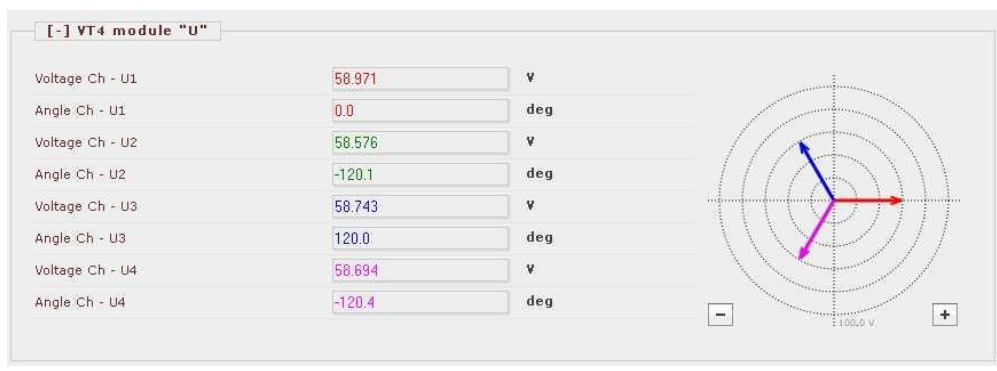 [-] VT4 module "U"
Voltage Ch - U1 58.971 V
Angle Ch - U1 0.0 deg
Voltage Ch - U2 58.576 V
Angle Ch - U2 -120.1 deg
Voltage Ch - U3 58.743 V
Angle Ch - U3 120.0 deg
Voltage Ch - U4 58.694 V
Angle Ch - U4 -120.4 deg
- +
100.0 V